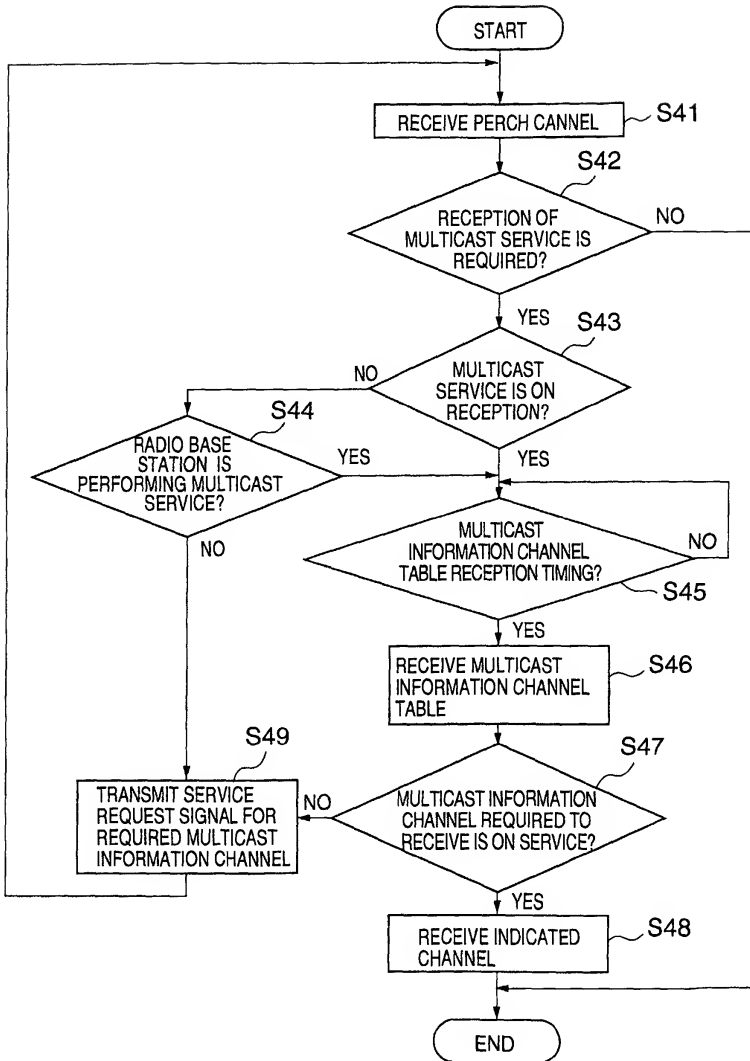 START
RECEIVE PERCH CANNEL
S41
S42
RECEPTION OF
MULTICAST SERVICE IS
REQUIRED?
NO
YES
S43
MULTICAST
SERVICE IS ON
RECEPTION?
NO
YES
S44
RADIO BASE
STATION IS
PERFORMING MULTICAST
SERVICE?
YES
NO
MULTICAST
INFORMATION CHANNEL
TABLE RECEPTION TIMING?
NO
S45
YES
RECEIVE MULTICAST
INFORMATION CHANNEL
TABLE
S46
S47
MULTICAST INFORMATION
CHANNEL REQUIRED TO
RECEIVE IS ON SERVICE?
NO
YES
S49
TRANSMIT SERVICE
REQUEST SIGNAL FOR
REQUIRED MULTICAST
INFORMATION CHANNEL
RECEIVE INDICATED
CHANNEL
S48
END